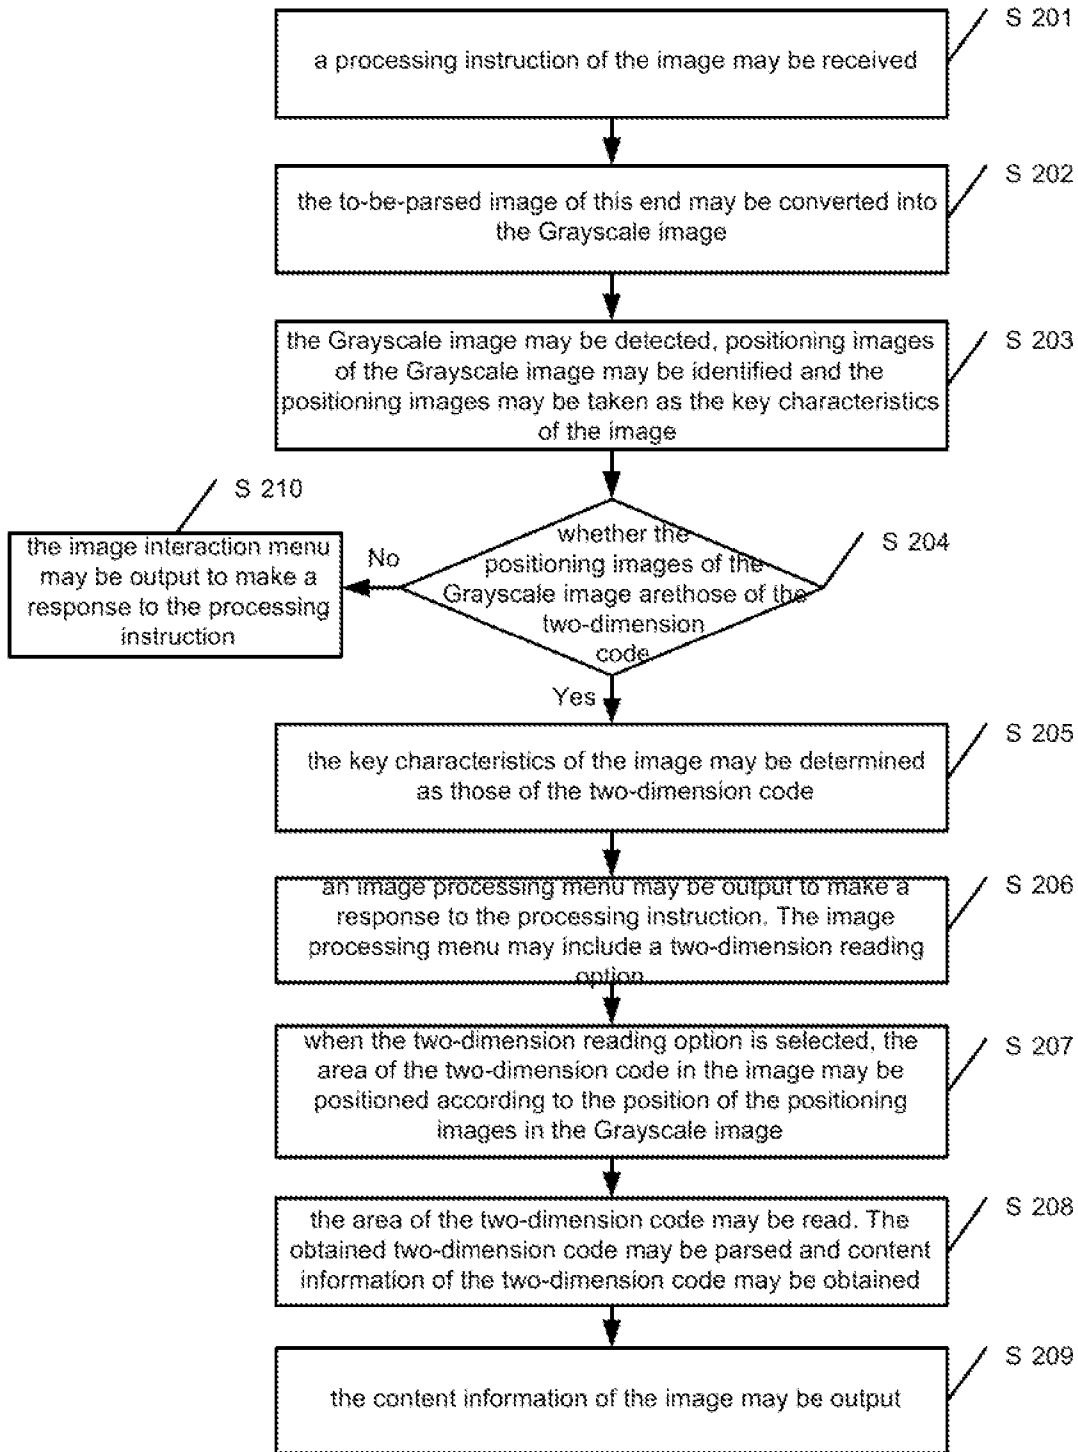 S 201
a processing instruction of the image may be received
S 202
the to-be-parsed image of this end may be converted into
the Grayscale image
S 203
the Grayscale image may be detected, positioning images
of the Grayscale image may be identified and the
positioning images may be taken as the key characteristics
of the image
S 210
the image interaction menu
may be output to make a
response to the processing
instruction
No
S 204
whether the
positioning images of the
Grayscale image arethose of the
two-dimension
code
Yes
S 205
the key characteristics of the image may be determined
as those of the two-dimension code
S 206
an image processing menu may be output to make a
response to the processing instruction. The image
processing menu may include a two-dimension reading
option
S 207
when the two-dimension reading option is selected, the
area of the two-dimension code in the image may be
positioned according to the position of the positioning
images in the Grayscale image
S 208
the area of the two-dimension code may be read. The
obtained two-dimension code may be parsed and content
information of the two-dimension code may be obtained
S 209
the content information of the image may be output